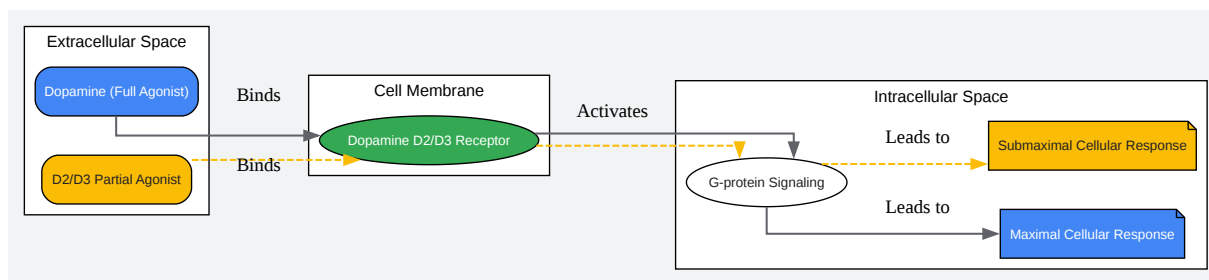 Extracellular Space
Dopamine (Full Agonist)
D2/D3 Partial Agonist
Binds
Binds
Cell Membrane
Dopamine D2/D3 Receptor
Activates
Intracellular Space
G-protein Signaling
Leads to
Submaximal Cellular Response
Leads to
Maximal Cellular Response